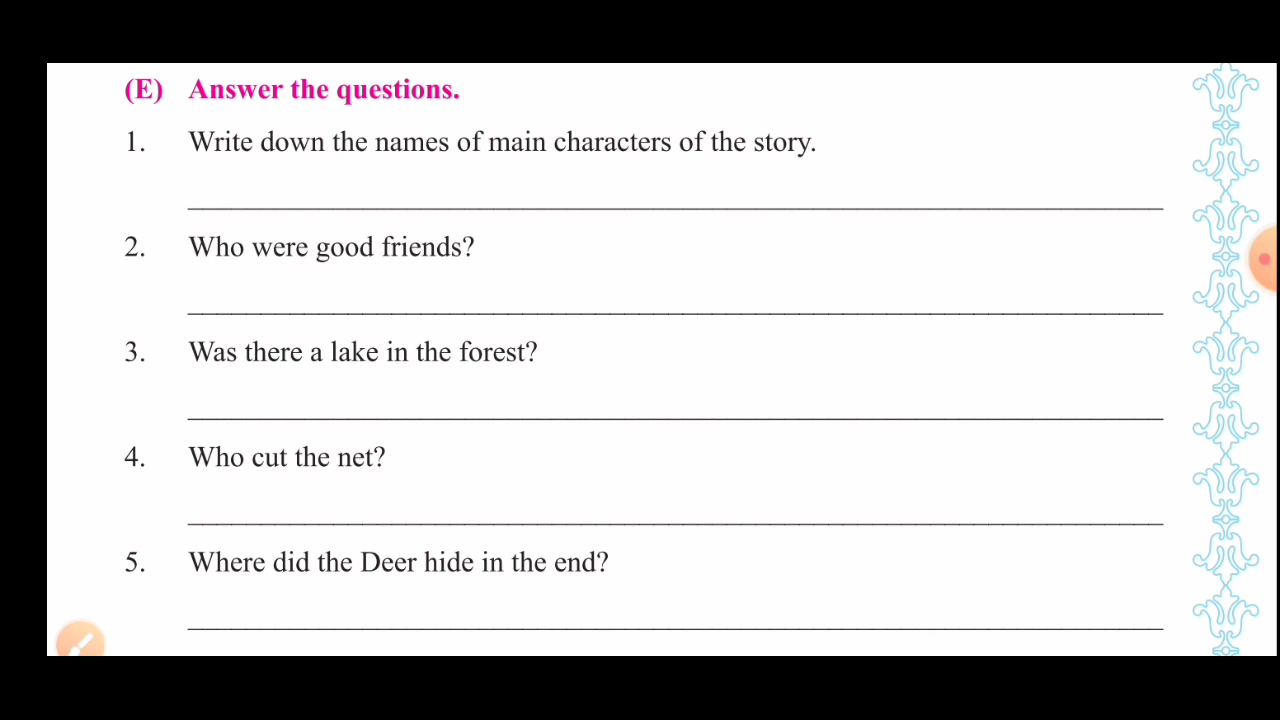 (E) Answer the questions.
1. Write down the names of main characters of the story.
2. Who were good friends?
3. Was there a lake in the forest?
4. Who cut the net?
5. Where did the Deer hide in the end?